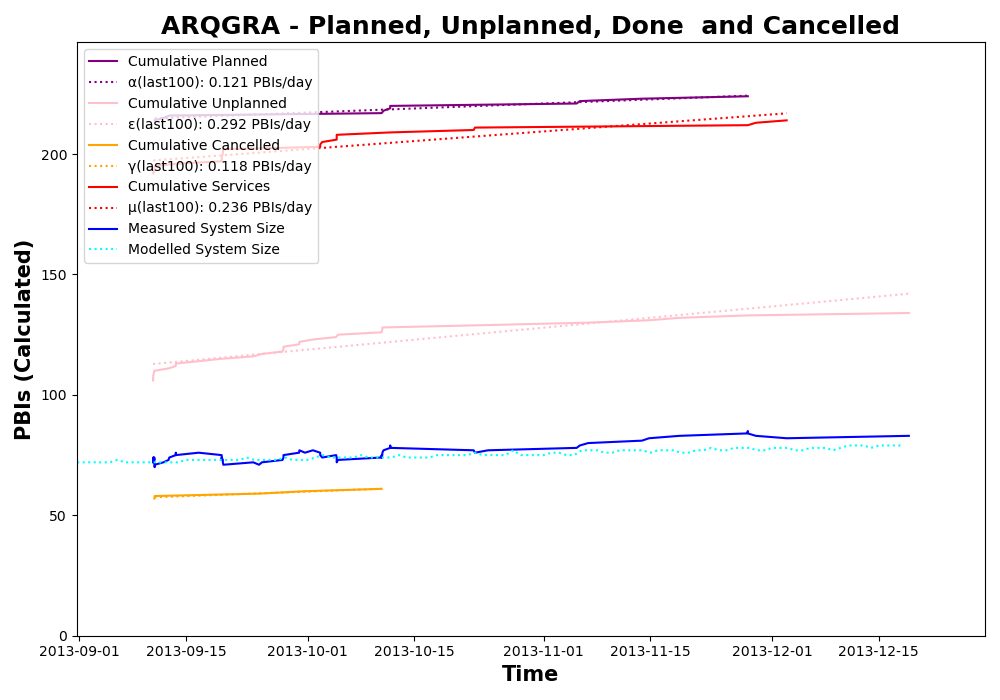 ARQGRA - Planned, Unplanned, Done  and Cancelled
Cumulative Planned
α(last100): 0.121 PBIs/day
Cumulative Unplanned
ε(last100): 0.292 PBIs/day
Cumulative Cancelled
γ(last100): 0.118 PBIs/day
Cumulative Services
μ(last100): 0.236 PBIs/day
Measured System Size
Modelled System Size
PBIs (Calculated)
200
150
100
50
0
2013-09-01 2013-09-15 2013-10-01 2013-10-15 2013-11-01 2013-11-15 2013-12-01 2013-12-15
Time